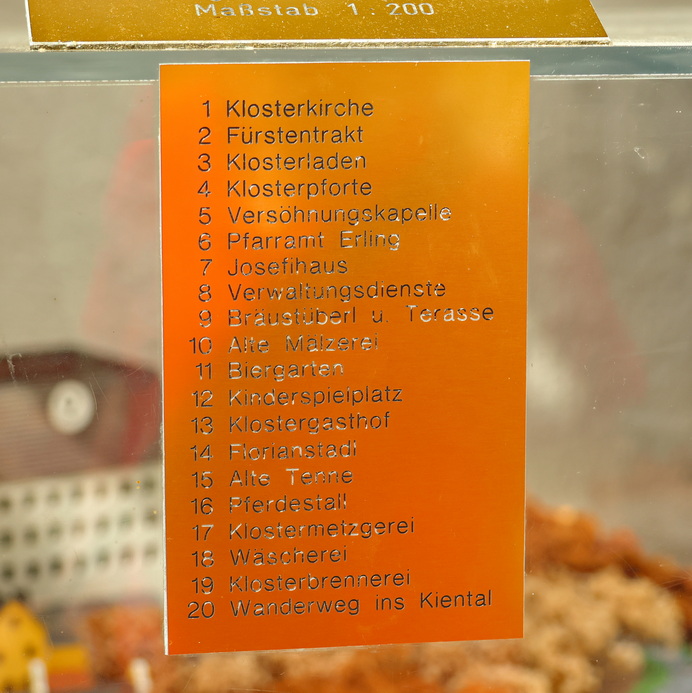 Maßstab 1:200
1 Klosterkirche
2 Fürstentrakt
3 Klosterladen
4 Klosterpforte
5 Versöhnungskapelle
6 Pfarramt Erling
7 Josefihaus
8 Verwaltungsdienste
9 Bräustüberl u. Terasse
10 Alte Mälzerei
11 Biergarten
12 Kinderspielplatz
13 Klostergasthof
14 Florianstadl
15 Alte Tenne
16 Pferdestall
17 Klostermetzgerei
18 Wäscherei
19 Klosterbrennerei
20 Wanderweg ins Kiental